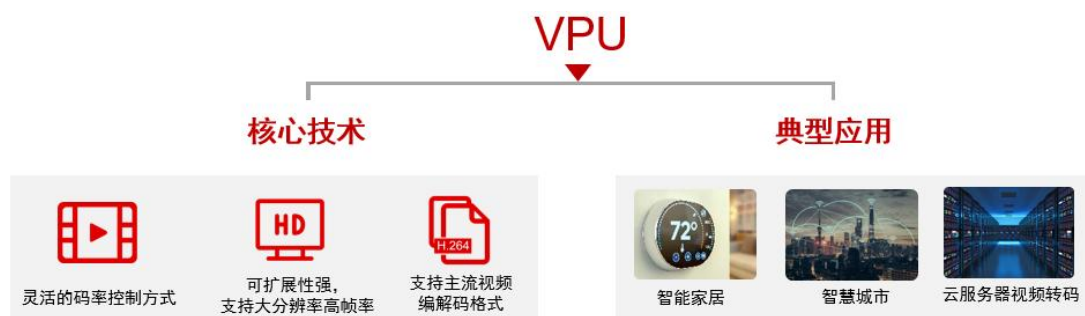 VPU
核心技术
典型应用
HD
H.264
灵活的码率控制方式
可扩展性强，
支持大分辨率高帧率
支持主流视频
编解码格式
72°
智能家居
智慧城市
云服务器视频转码